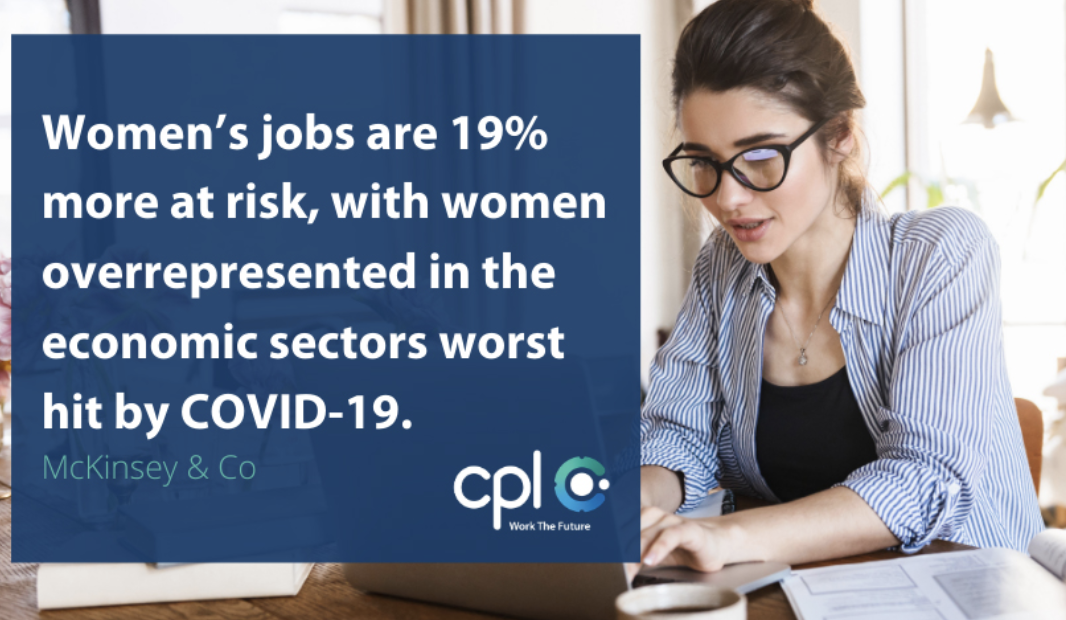 Women’s jobs are 19%
more at risk, with women
overrepresented in the
economic sectors worst
hit by COVID-19.
McKinsey & Co
cpl
Work The Future